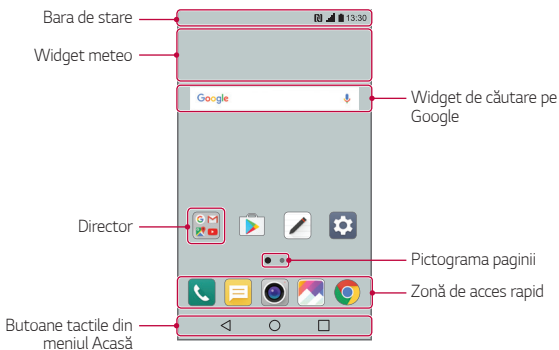 Bara de stare
13:30
Widget meteo
Google
Widget de căutare pe
Google
Director
G M
Pictograma paginii
Zonă de acces rapid
Butoane tactile din
meniul Acasă